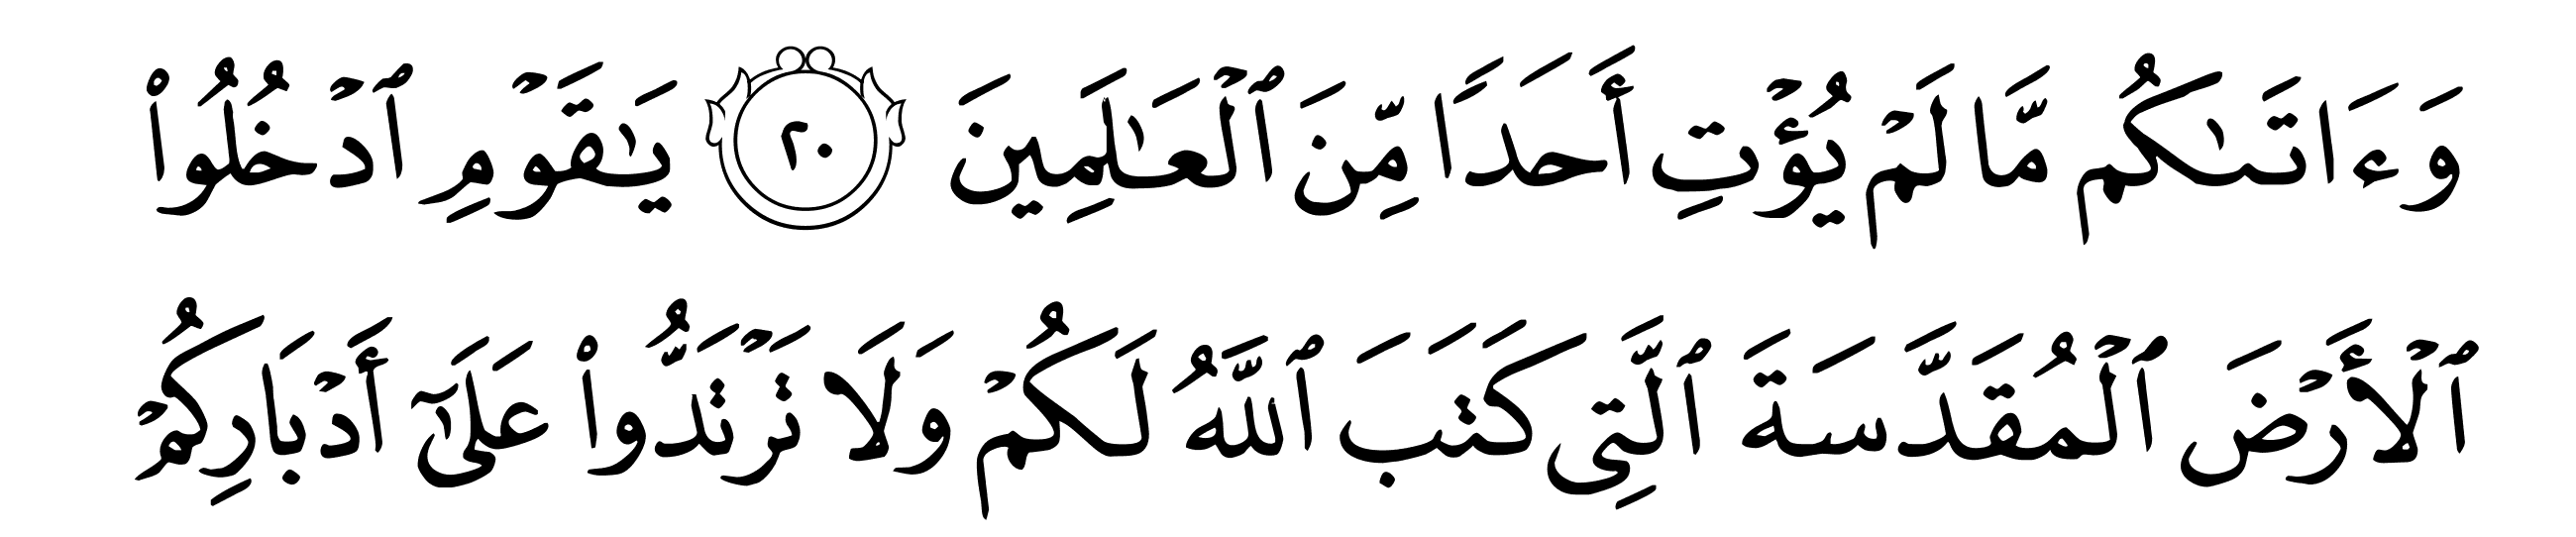 وَءَاتَىٰكُم مَّا لَمْ يُؤْتِ أَحَدًا مِّنَ ٱلْعَٰلَمِينَ ٢٠ يَٰقَوْمِ ٱدْخُلُوا۟
ٱلْأَرْضَ ٱلْمُقَدَّسَةَ ٱلَّتِى كَتَبَ ٱللَّهُ لَكُمْ وَلَا تَرْتَدُّوا۟ عَلَىٰٓ أَدْبَارِكُمْ